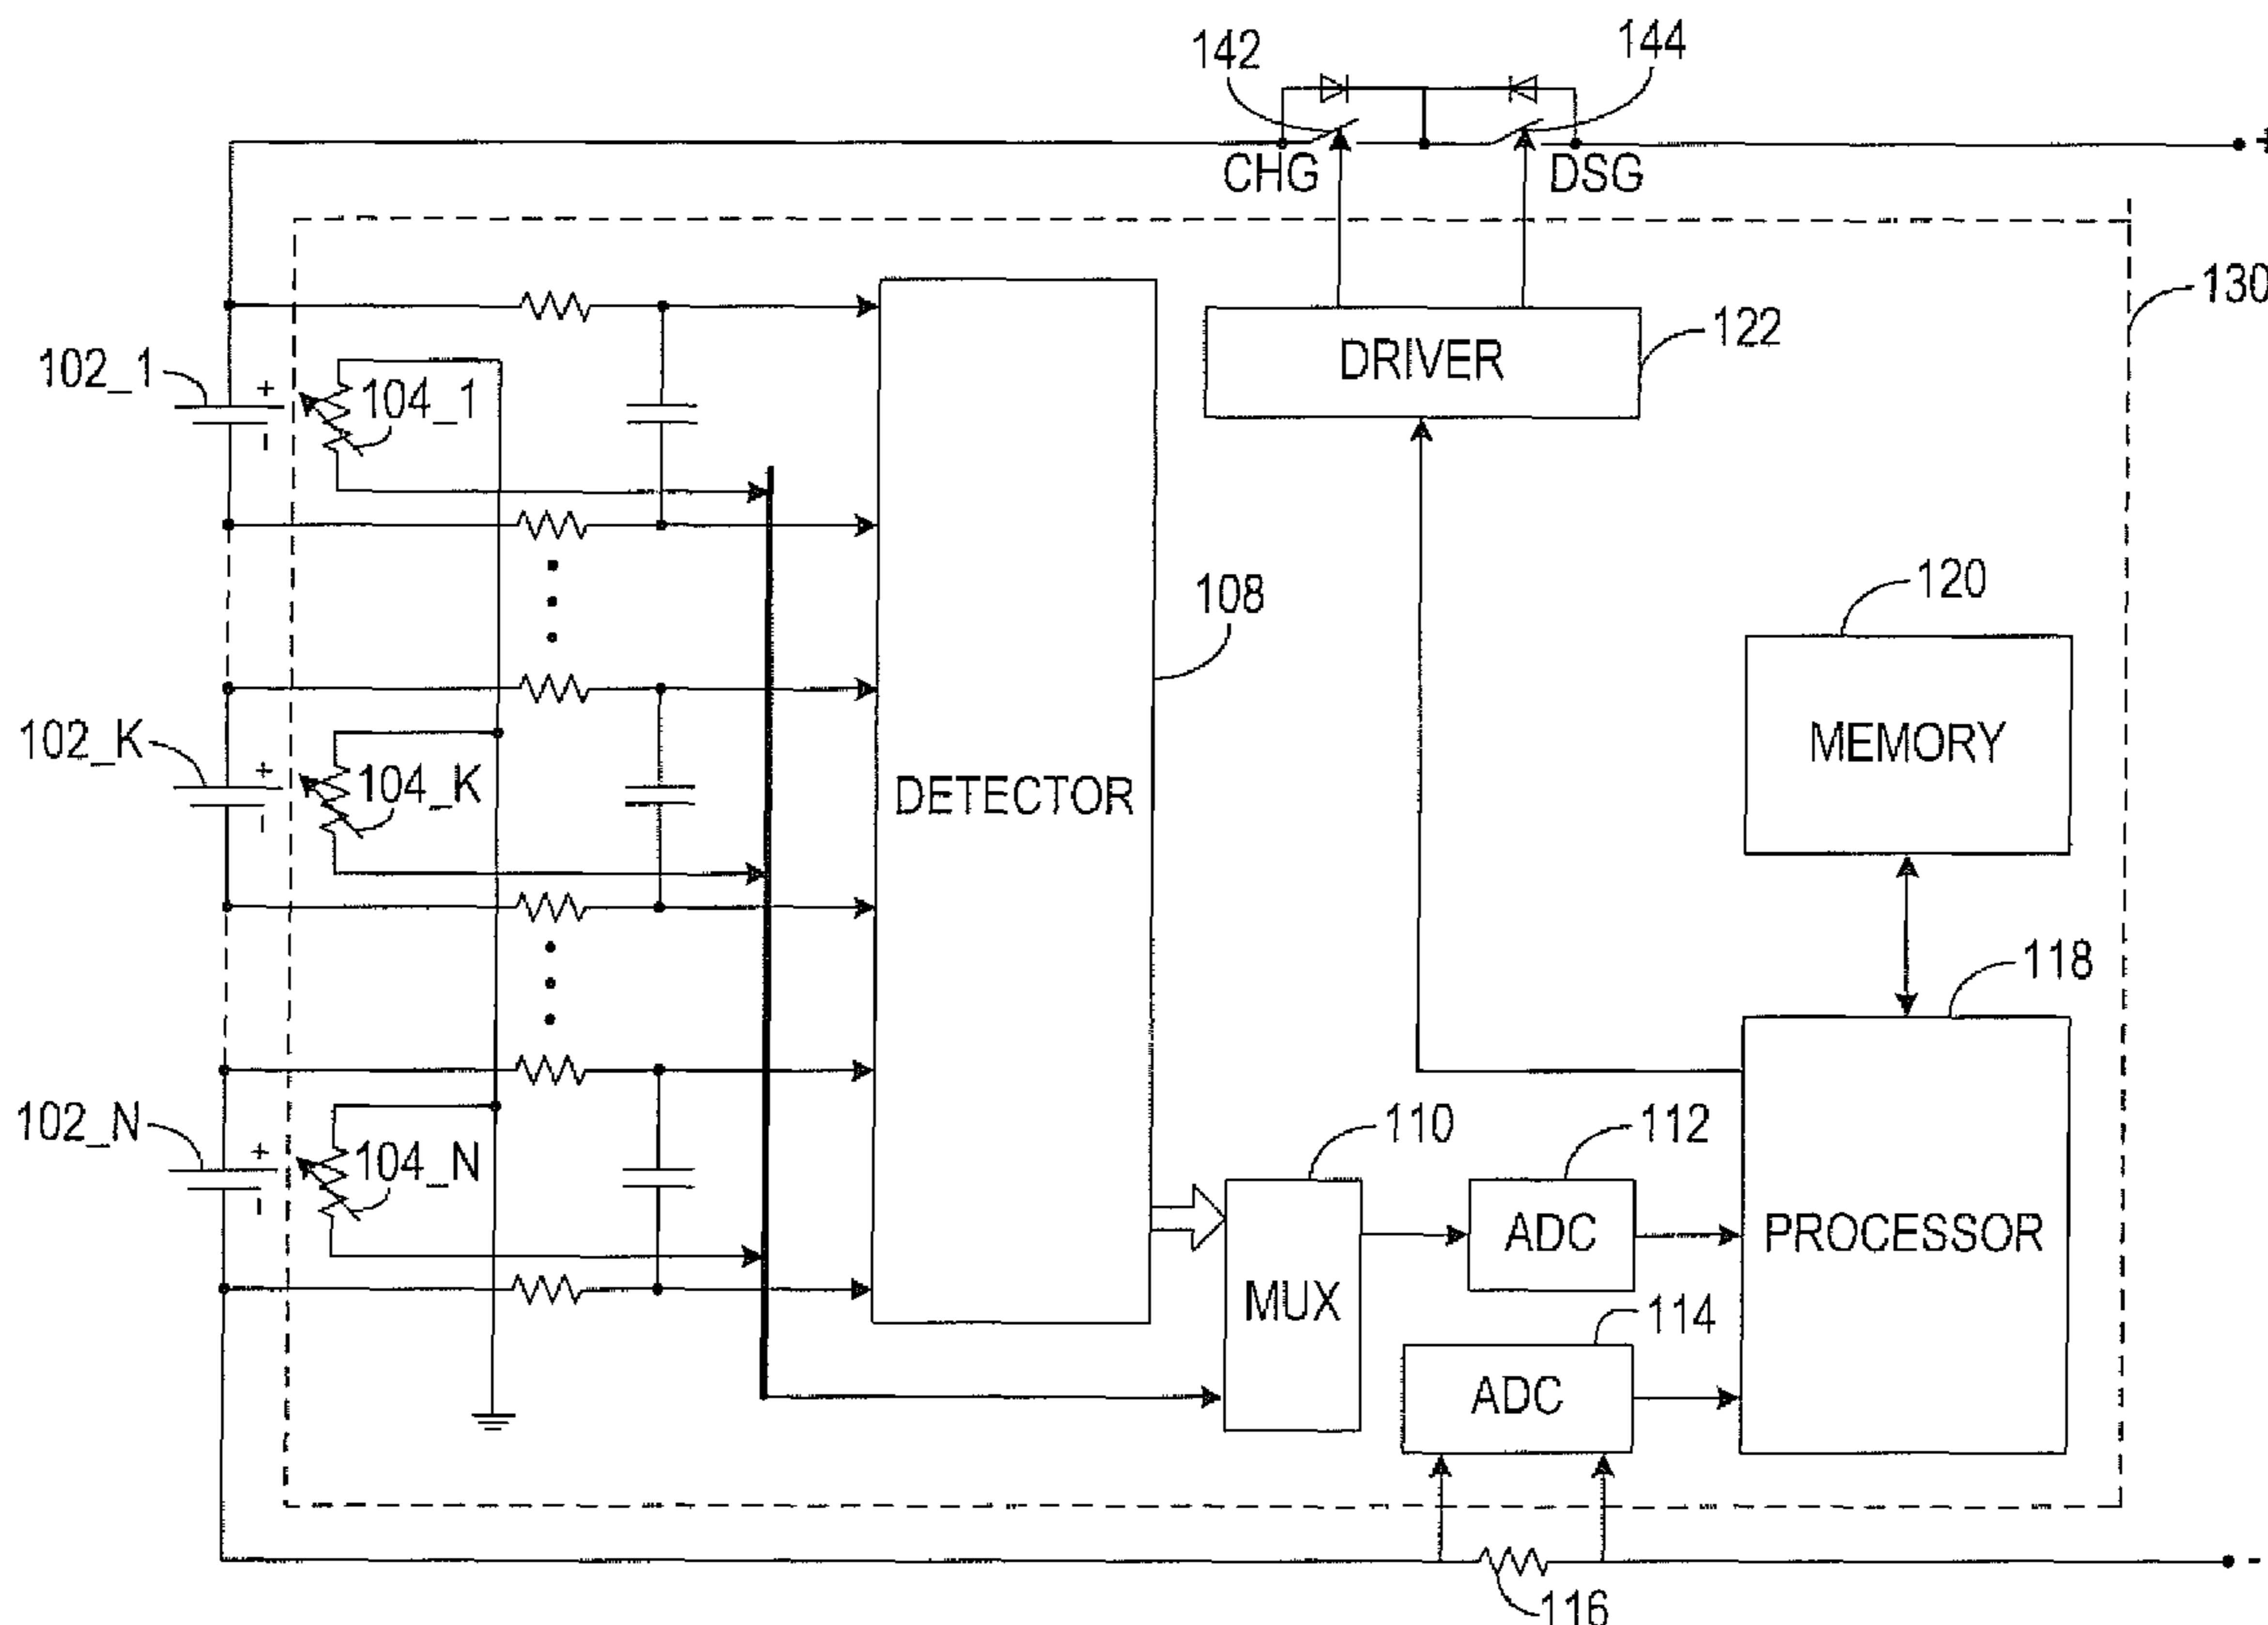 142
144
CHG
DSG
+
130
DRIVER
122
102_1
+
-
104_1
108
120
MEMORY
102_K
+
-
104_K
DETECTOR
118
102_N
+
-
104_N
110
112
MUX
ADC
PROCESSOR
114
ADC
-
116